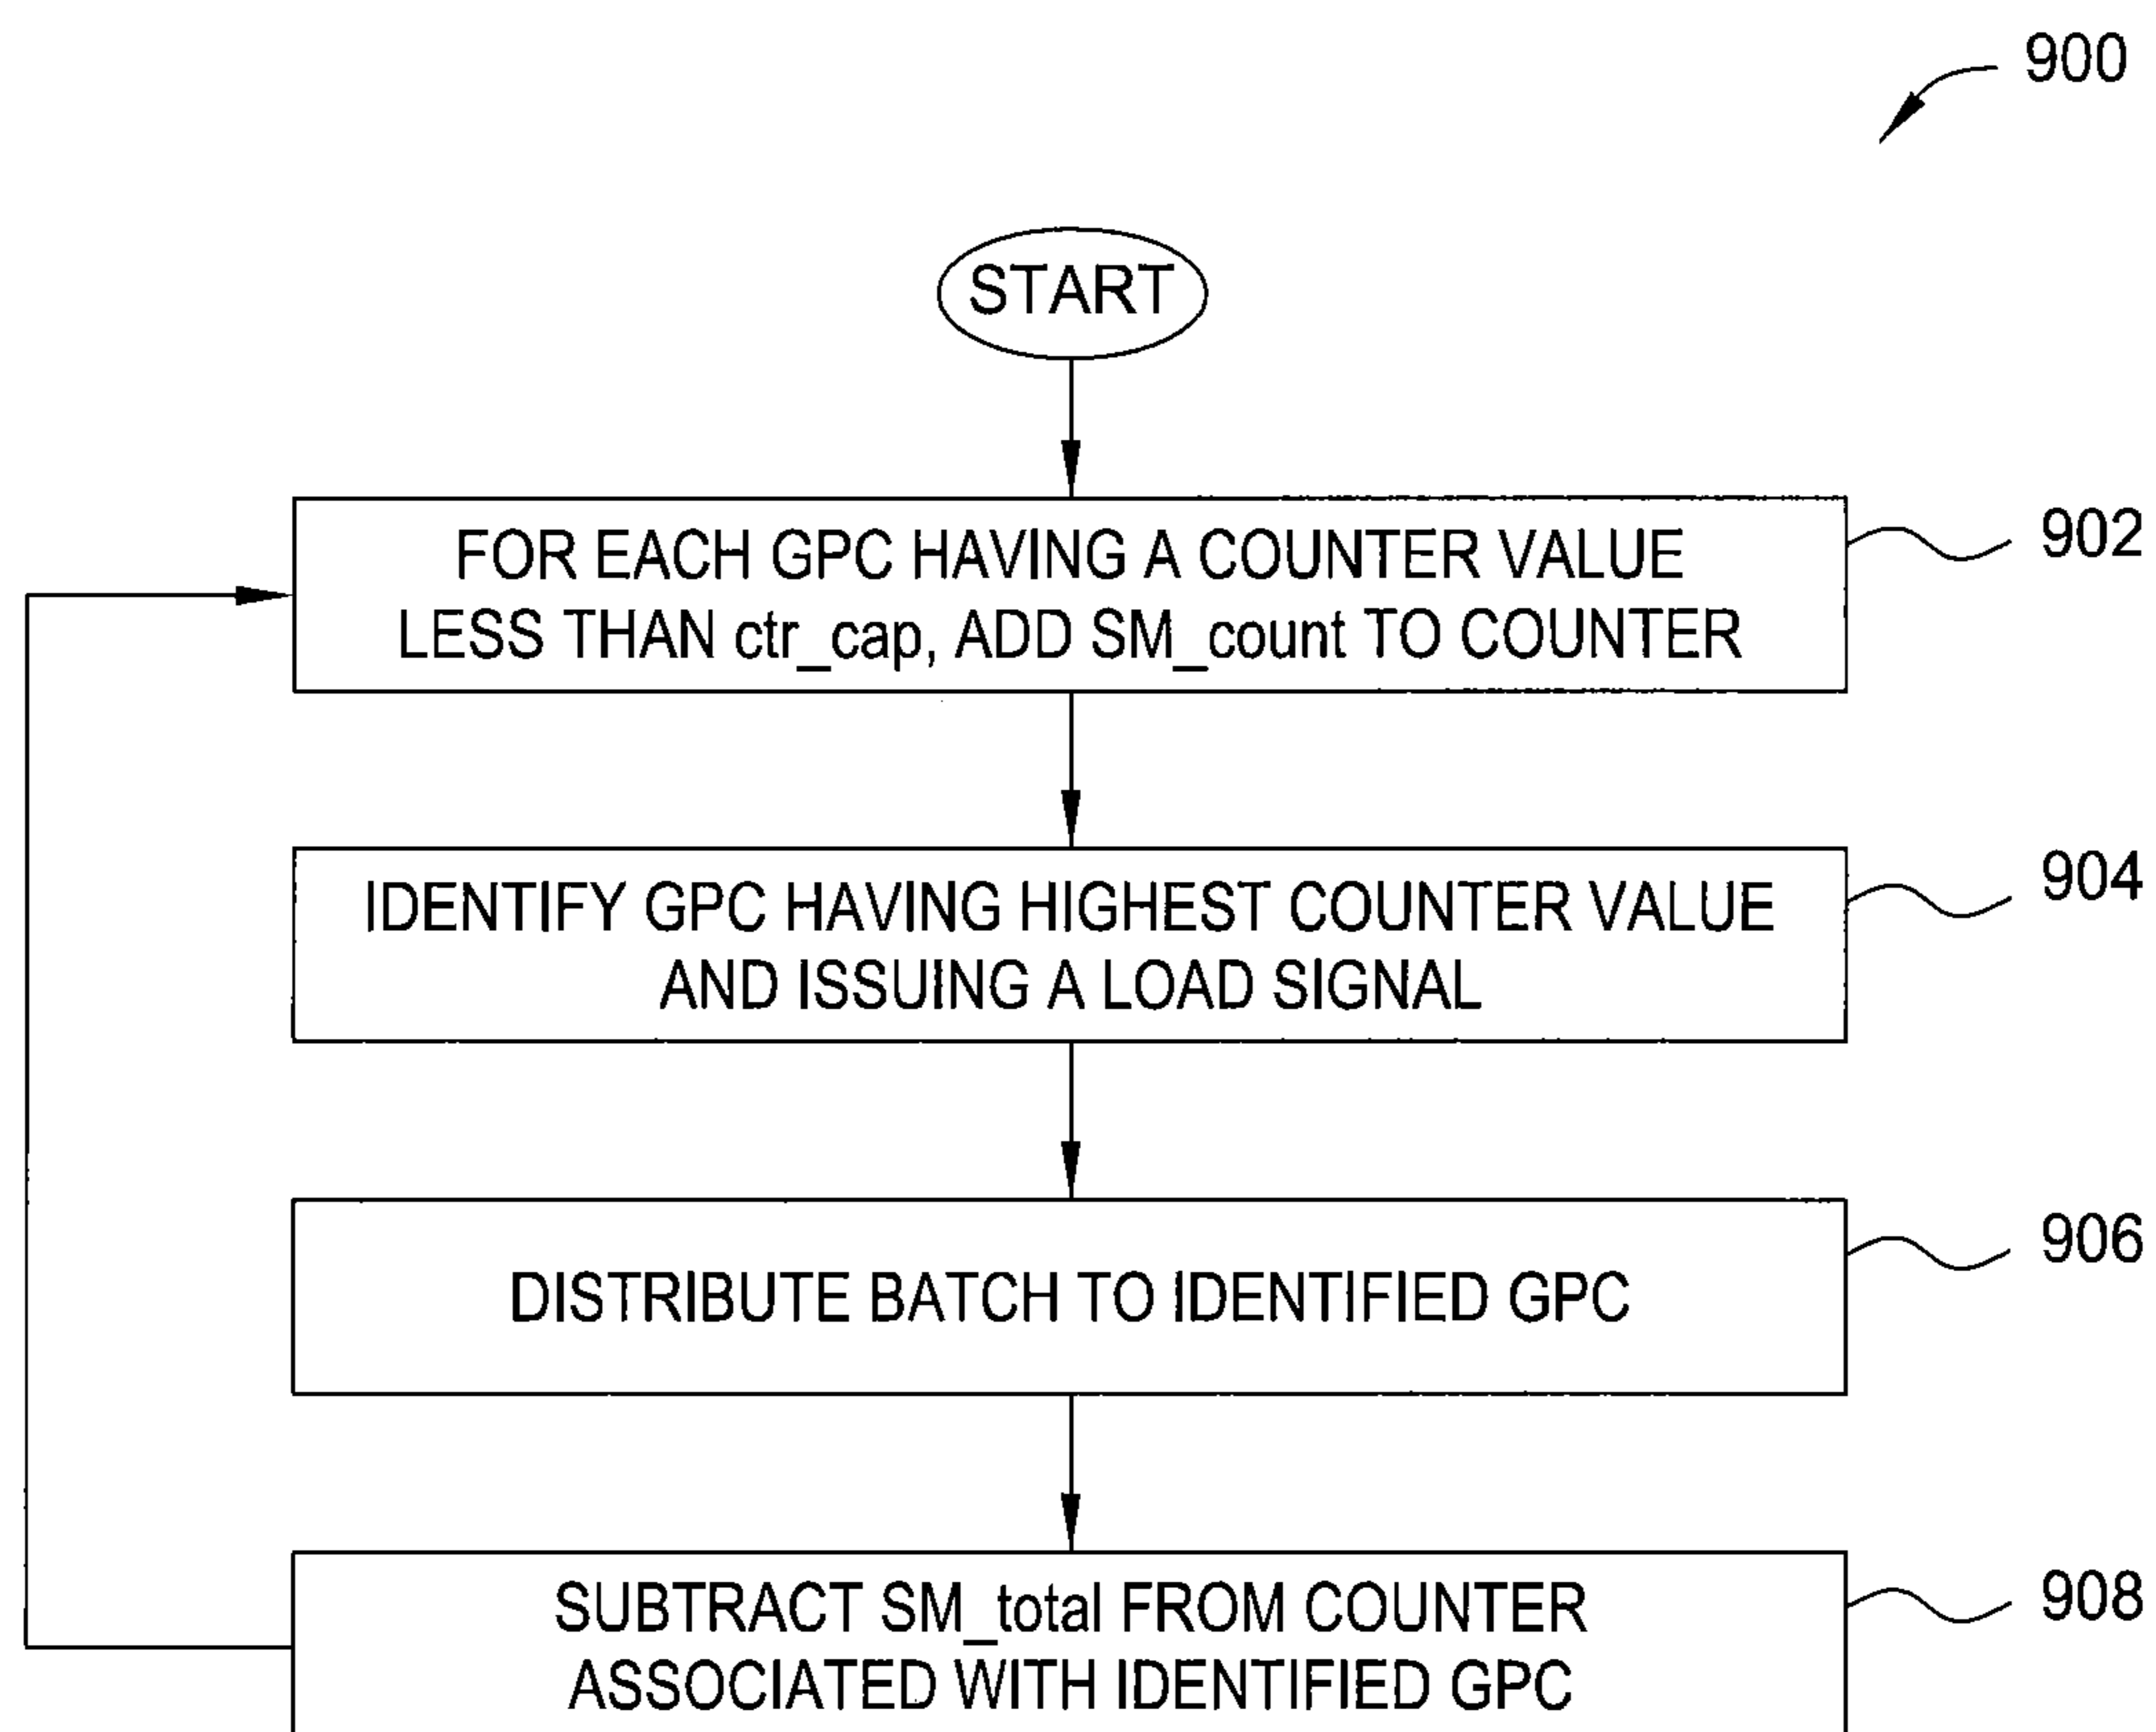 900
START
FOR EACH GPC HAVING A COUNTER VALUE
LESS THAN ctr_cap, ADD SM_count TO COUNTER
902
IDENTIFY GPC HAVING HIGHEST COUNTER VALUE
AND ISSUING A LOAD SIGNAL
904
DISTRIBUTE BATCH TO IDENTIFIED GPC
906
SUBTRACT SM_total FROM COUNTER
ASSOCIATED WITH IDENTIFIED GPC
908